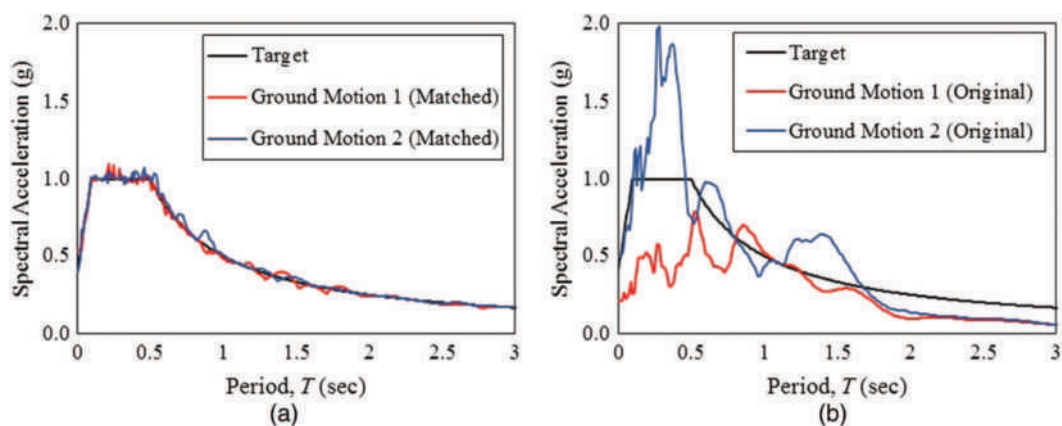 2.0
1.5
1.0
0.5
0.0
Spectral Acceleration (g)
Target
Ground Motion 1 (Matched)
Ground Motion 2 (Matched)
0 0.5 1 1.5 2 2.5 3
Period, T (sec)
(a)
2.0
1.5
1.0
0.5
0.0
Spectral Acceleration (g)
Target
Ground Motion 1 (Original)
Ground Motion 2 (Original)
0 0.5 1 1.5 2 2.5 3
Period, T (sec)
(b)